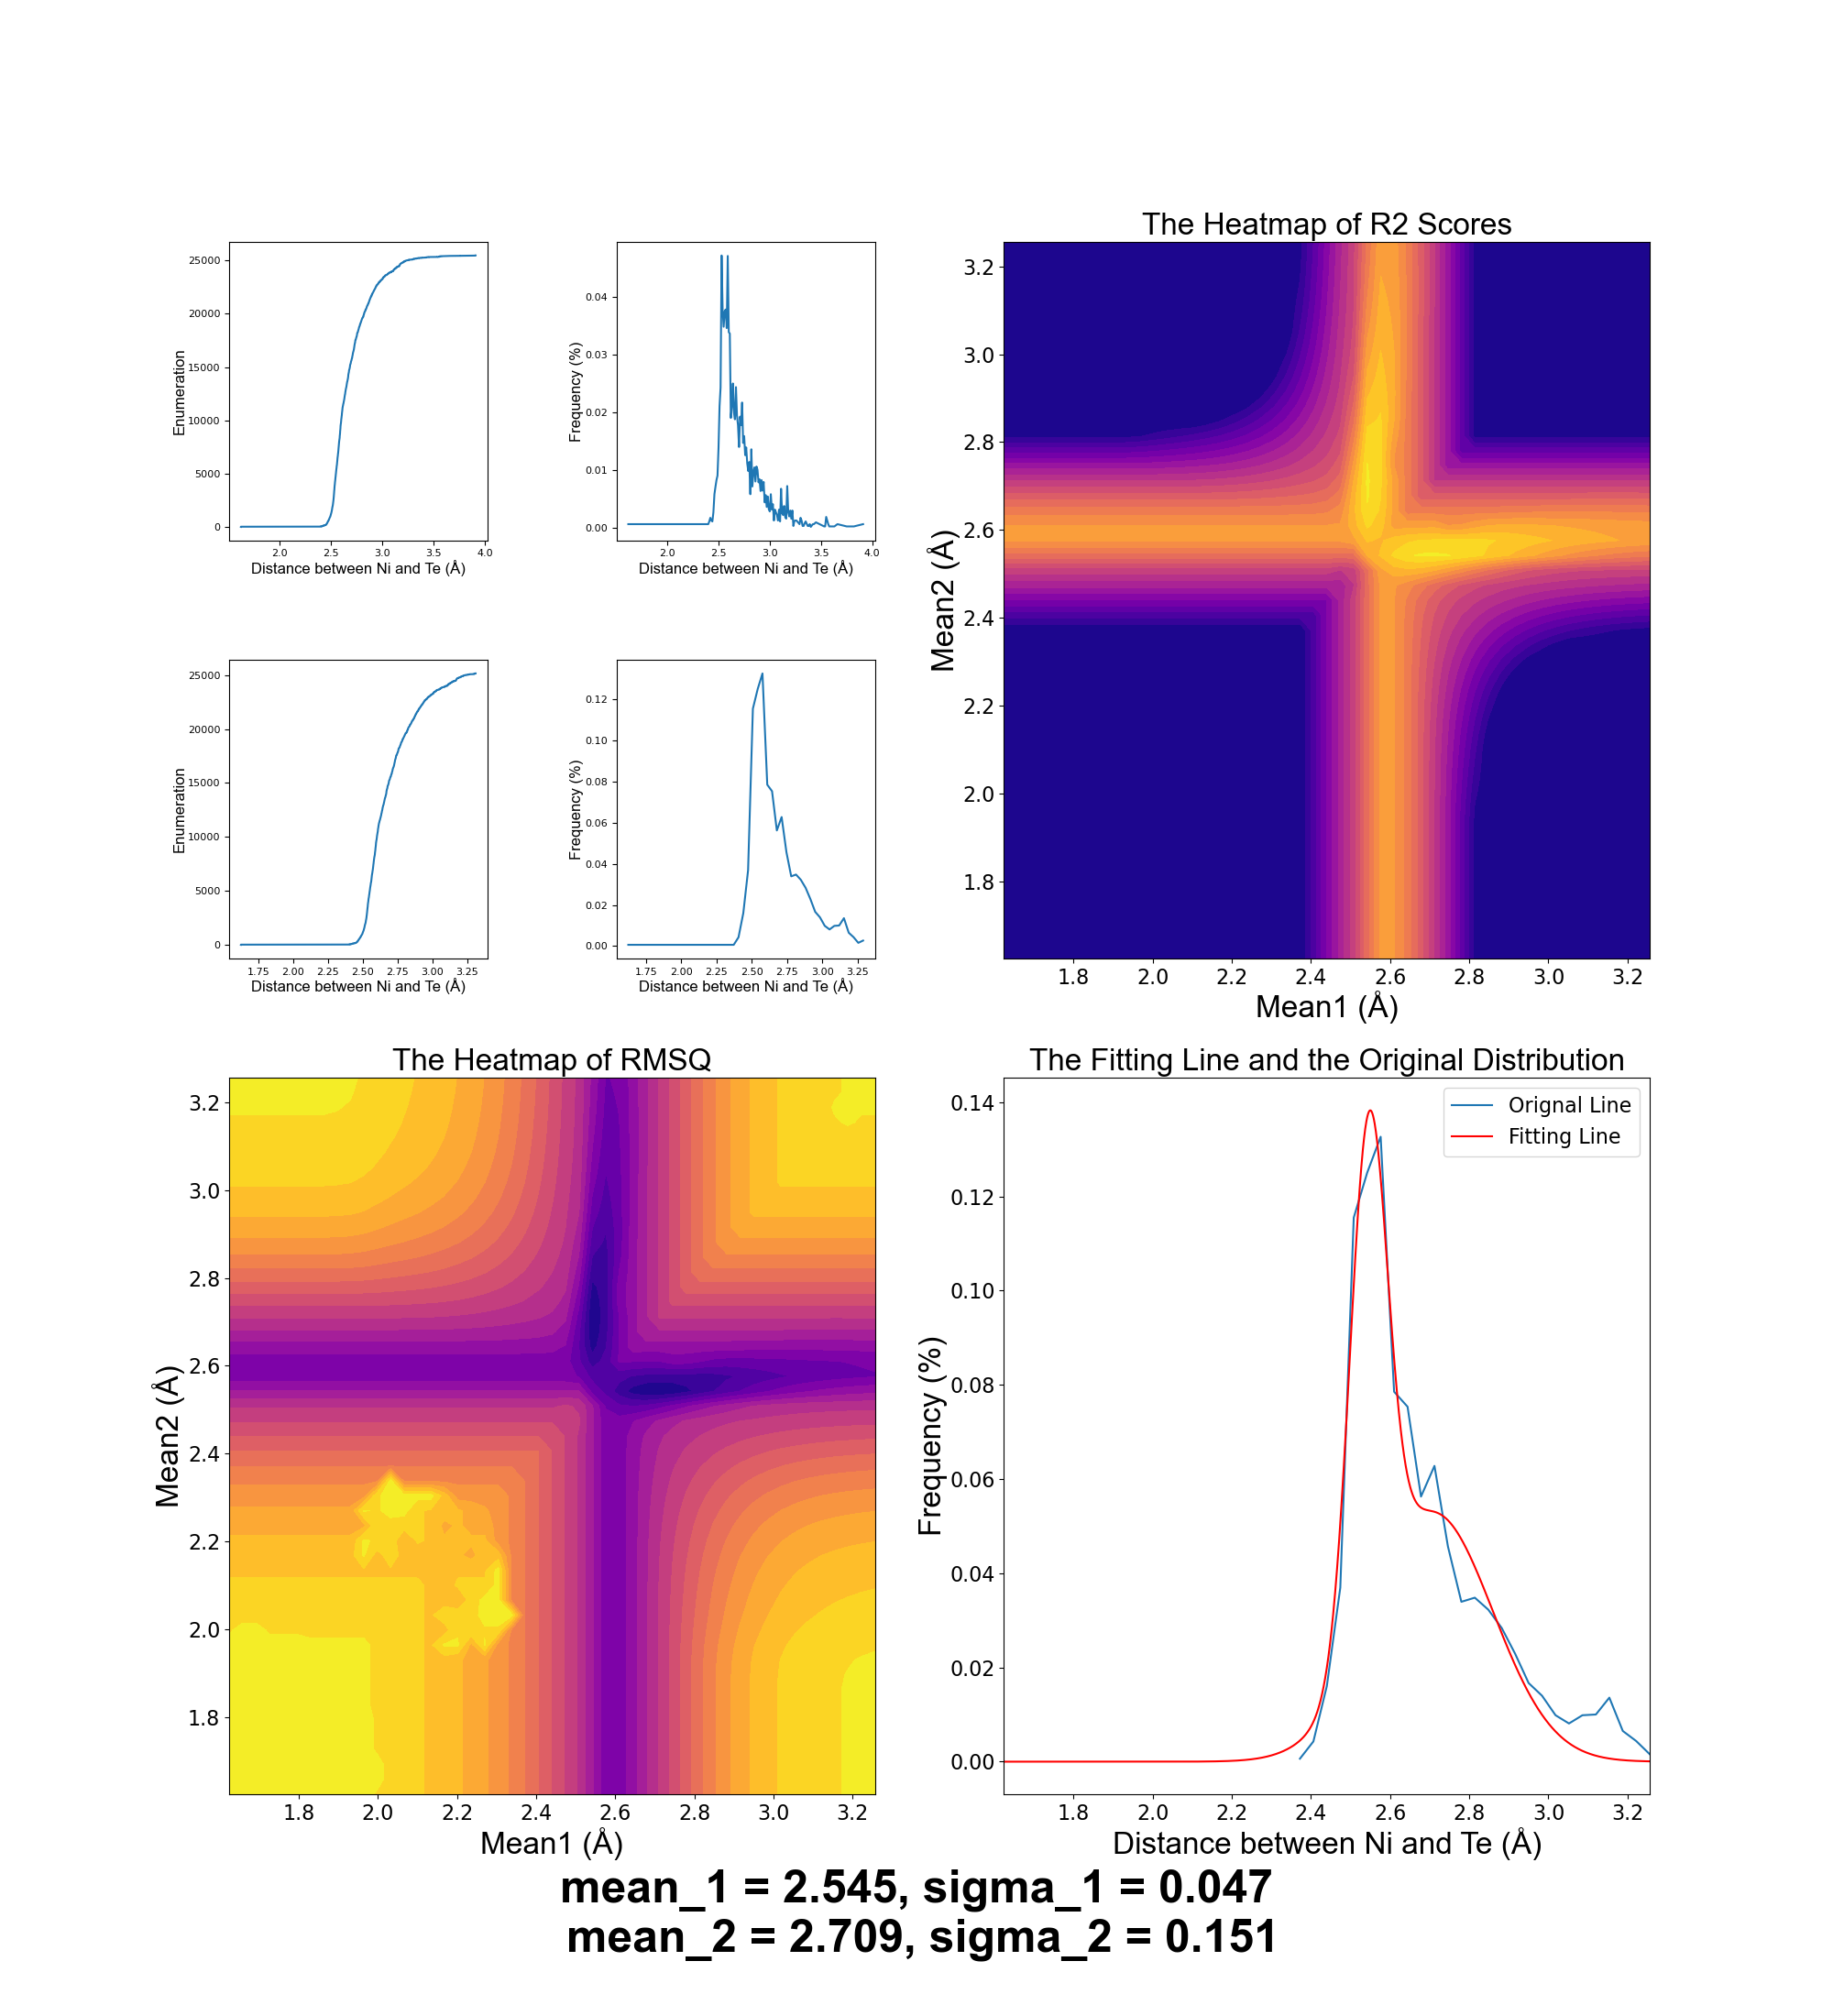 25000
20000
15000
10000
5000
0
Enumeration
2.0 2.5 3.0 3.5 4.0
Distance between Ni and Te (Å)
0.04
0.03
0.02
0.01
0.00
Frequency (%)
2.0 2.5 3.0 3.5 4.0
Distance between Ni and Te (Å)
The Heatmap of R2 Scores
3.2
3.0
2.8
2.6
2.4
2.2
2.0
1.8
Mean2 (Å)
1.8 2.0 2.2 2.4 2.6 2.8 3.0 3.2
Mean1 (Å)
25000
20000
15000
10000
5000
0
Enumeration
1.75 2.00 2.25 2.50 2.75 3.00 3.25
Distance between Ni and Te (Å)
0.12
0.10
0.08
0.06
0.04
0.02
0.00
Frequency (%)
1.75 2.00 2.25 2.50 2.75 3.00 3.25
Distance between Ni and Te (Å)
The Heatmap of RMSQ
3.2
3.0
2.8
2.6
2.4
2.2
2.0
1.8
Mean2 (Å)
1.8 2.0 2.2 2.4 2.6 2.8 3.0 3.2
Mean1 (Å)
The Fitting Line and the Original Distribution
Orignal Line
Fitting Line
0.14
0.12
0.10
0.08
0.06
0.04
0.02
0.00
Frequency (%)
1.8 2.0 2.2 2.4 2.6 2.8 3.0 3.2
Distance between Ni and Te (Å)
mean_1 = 2.545, sigma_1 = 0.047
mean_2 = 2.709, sigma_2 = 0.151